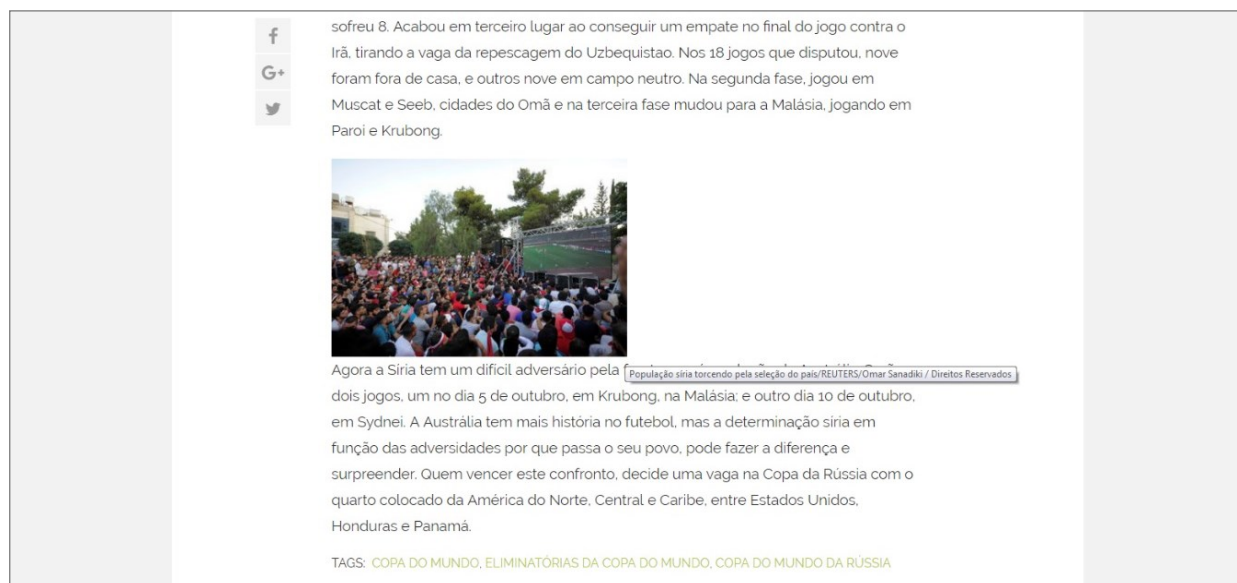 sofreu 8. Acabou em terceiro lugar ao conseguir um empate no final do jogo contra o
Irã, tirando a vaga da repescagem do Uzbequistao. Nos 18 jogos que disputou, nove
foram fora de casa, e outros nove em campo neutro. Na segunda fase, jogou em
Muscat e Seeb, cidades do Omã e na terceira fase mudou para a Malásia, jogando em
Paroi e Krubong.
f
G+
Agora a Síria tem um difícil adversário pela
População síria torcendo pela seleção do país/REUTERS/Omar Sanadiki / Direitos Reservados
dois jogos, um no dia 5 de outubro, em Krubong, na Malásia; e outro dia 10 de outubro,
em Sydnei. A Austrália tem mais história no futebol, mas a determinação síria em
função das adversidades por que passa o seu povo, pode fazer a diferença e
surpreender. Quem vencer este confronto, decide uma vaga na Copa da Rússia com o
quarto colocado da América do Norte, Central e Caribe, entre Estados Unidos,
Honduras e Panamá.
TAGS: COPA DO MUNDO, ELIMINATÓRIAS DA COPA DO MUNDO, COPA DO MUNDO DA RÚSSIA